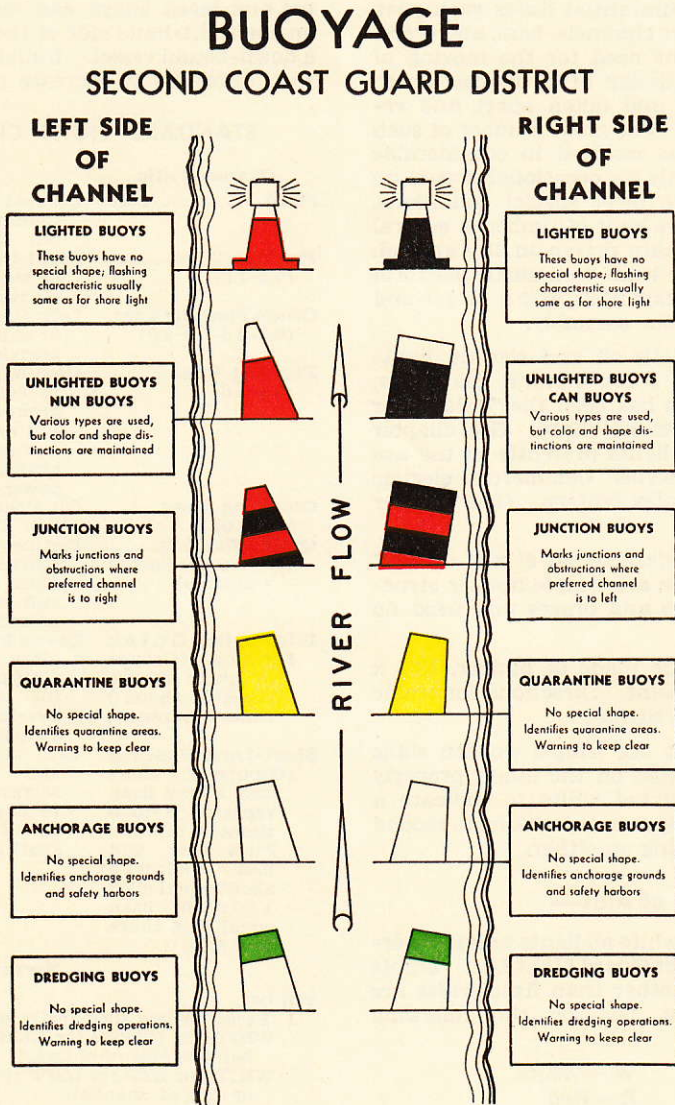 BUOYAGE
SECOND COAST GUARD DISTRICT
LEFT SIDE
OF
CHANNEL
LIGHTED BUOYS
These buoys have no
special shape; flashing
characteristic usually
same as for shore light
UNLIGHTED BUOYS
NUN BUOYS
Various types are used,
but color and shape dis-
tinctions are maintained
JUNCTION BUOYS
Marks junctions and
obstructions where
preferred channel
is to right
QUARANTINE BUOYS
No special shape.
Identifies quarantine areas.
Warning to keep clear
ANCHORAGE BUOYS
No special shape.
Identifies anchorage grounds
and safety harbors
DREDGING BUOYS
No special shape.
Identifies dredging operations.
Warning to keep clear
RIVER FLOW
RIGHT SIDE
OF
CHANNEL
LIGHTED BUOYS
These buoys have no
special shape; flashing
characteristic usually
same as for shore light
UNLIGHTED BUOYS
CAN BUOYS
Various types are used,
but color and shape dis-
tinctions are maintained
JUNCTION BUOYS
Marks junctions and
obstructions where
preferred channel
is to left
QUARANTINE BUOYS
No special shape.
Identifies quarantine areas.
Warning to keep clear
ANCHORAGE BUOYS
No special shape.
Identifies anchorage grounds
and safety harbors
DREDGING BUOYS
No special shape.
Identifies dredging operations.
Warning to keep clear